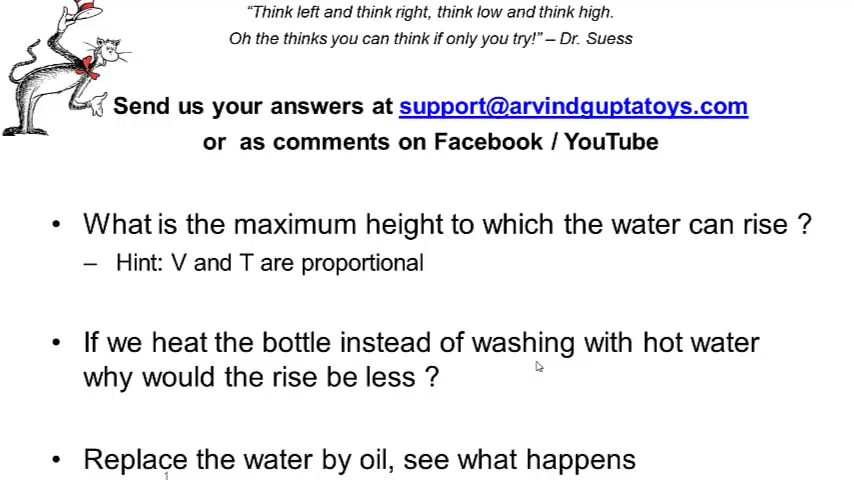 “Think left and think right, think low and think high.
Oh the thinks you can think if only you try!” – Dr. Suess
Send us your answers at support@arvindguptatoys.com
or as comments on Facebook / YouTube
• What is the maximum height to which the water can rise ?
– Hint: V and T are proportional
• If we heat the bottle instead of washing with hot water
why would the rise be less ?
• Replace the water by oil, see what happens
1